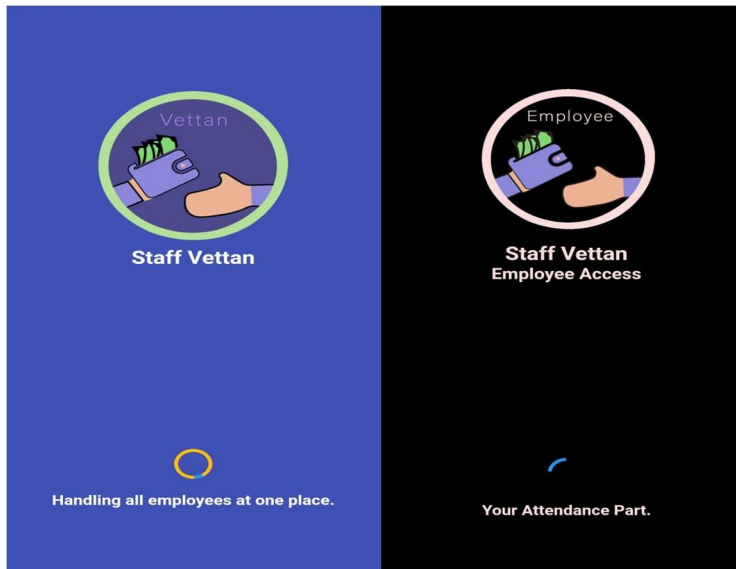 Vettan
Staff Vettan
Handling all employees at one place.
Employee
Staff Vettan
Employee Access
Your Attendance Part.